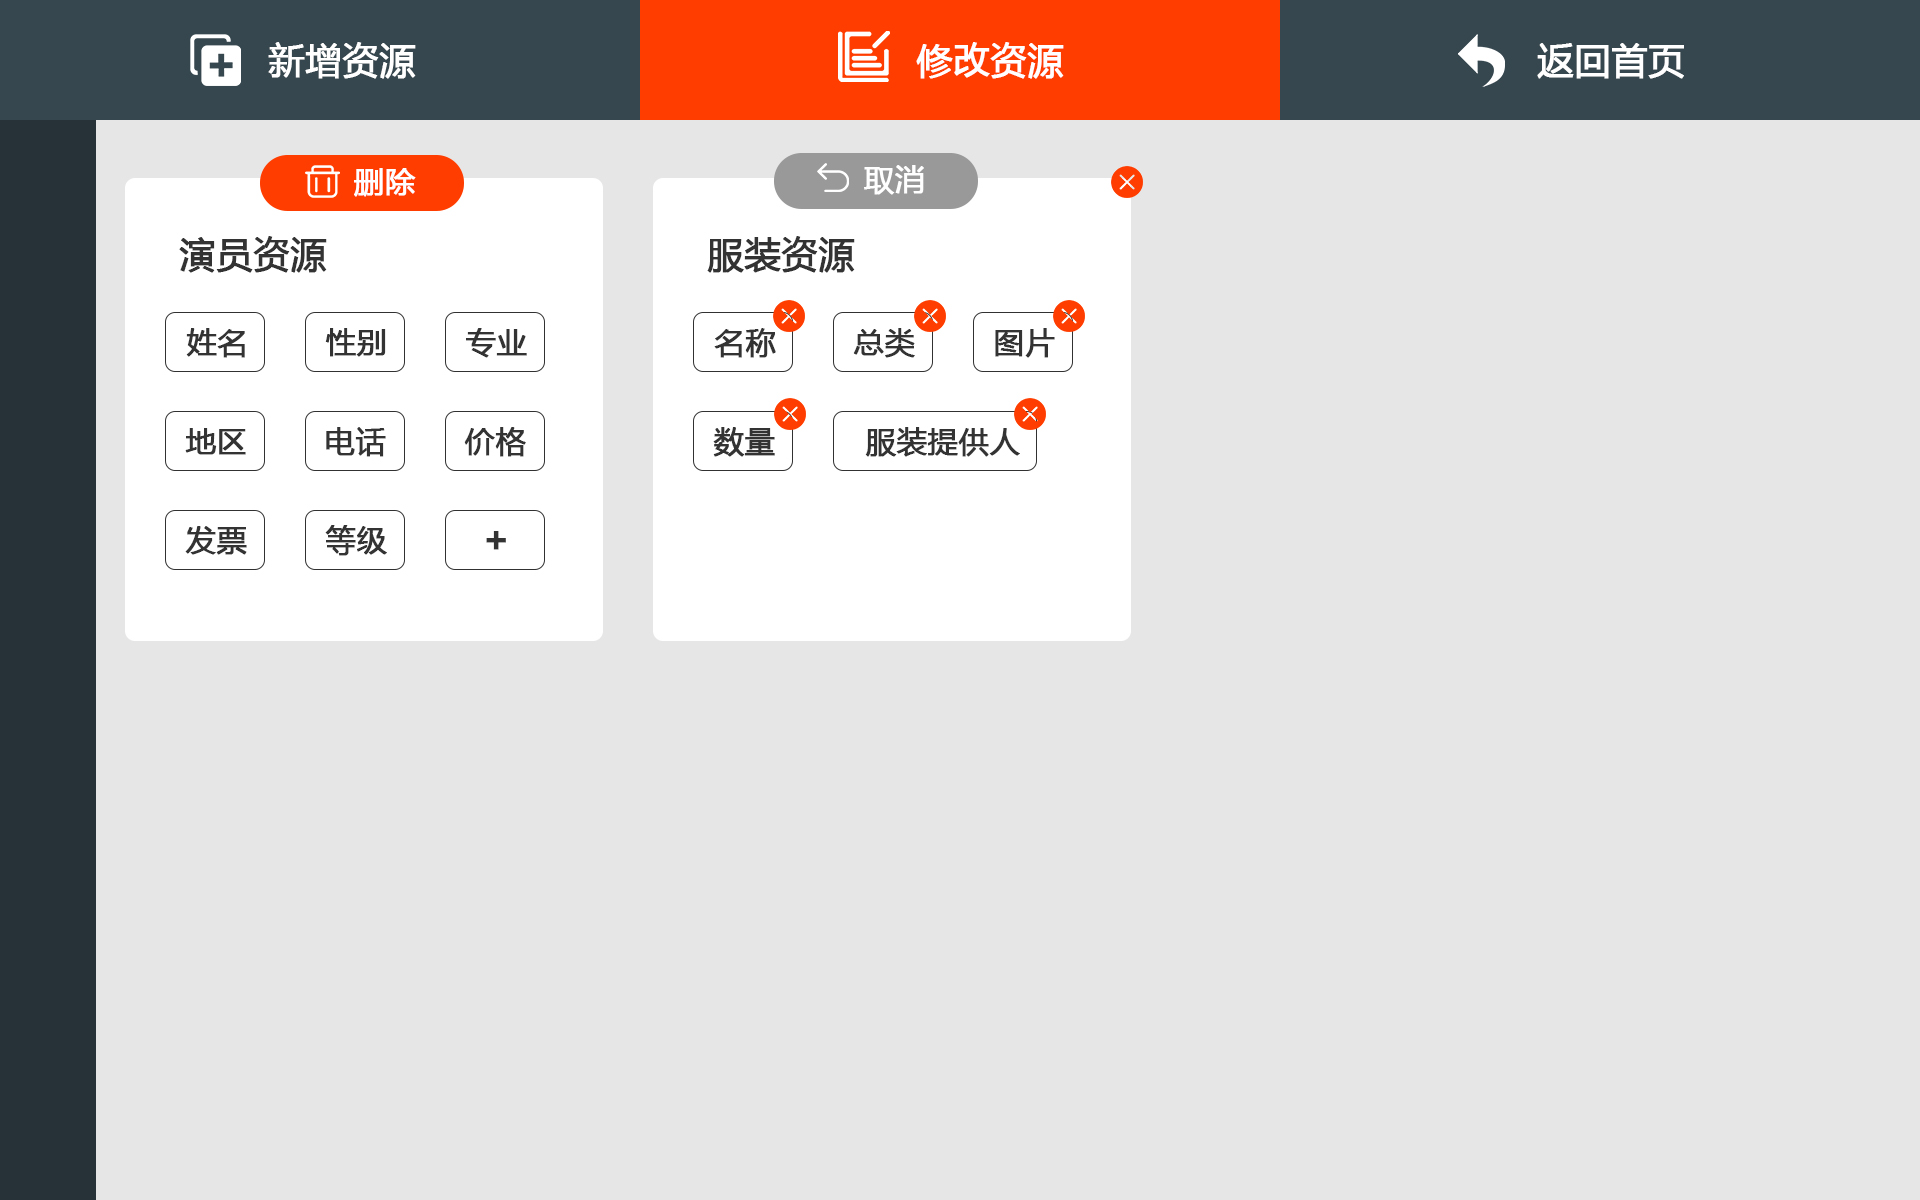 新增资源
修改资源
返回首页
删除
演员资源
姓名 性别 专业
地区 电话 价格
发票 等级 +
取消
服装资源
名称 总类 图片
数量 服装提供人